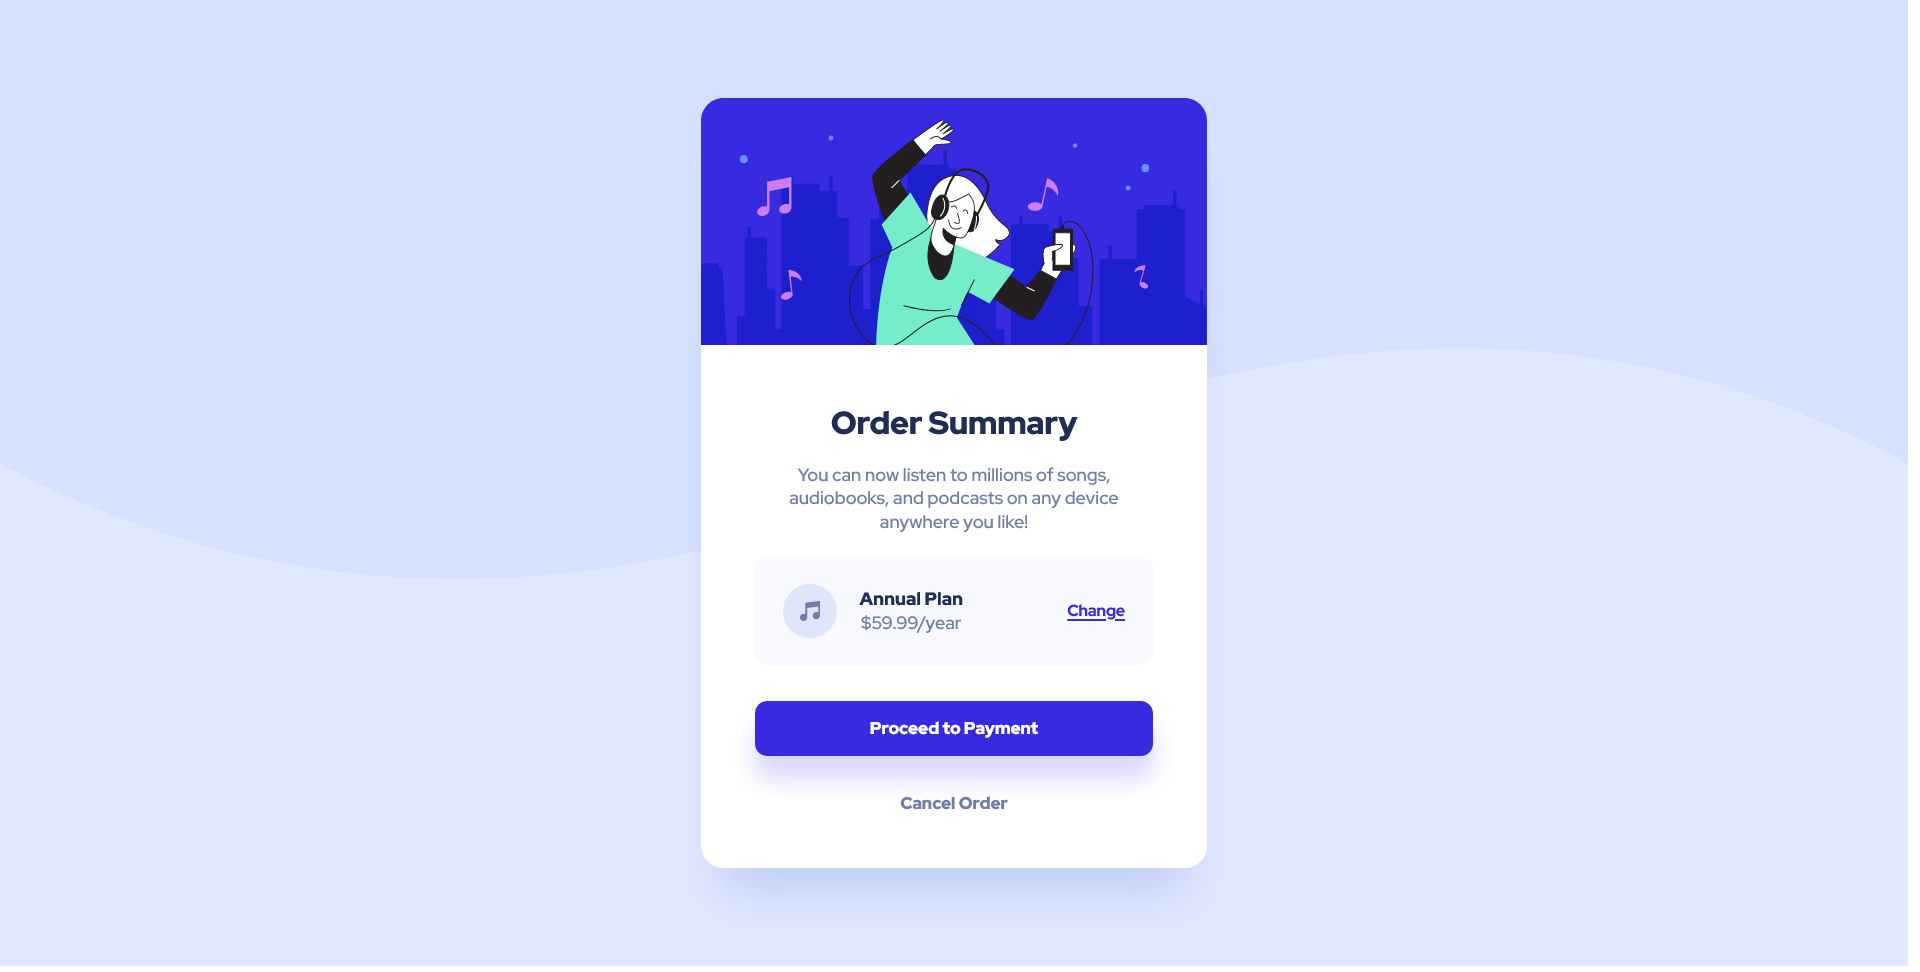 Order Summary
You can now listen to millions of songs,
audiobooks, and podcasts on any device
anywhere you like!
Annual Plan
$59.99/year
Change
Proceed to Payment
Cancel Order